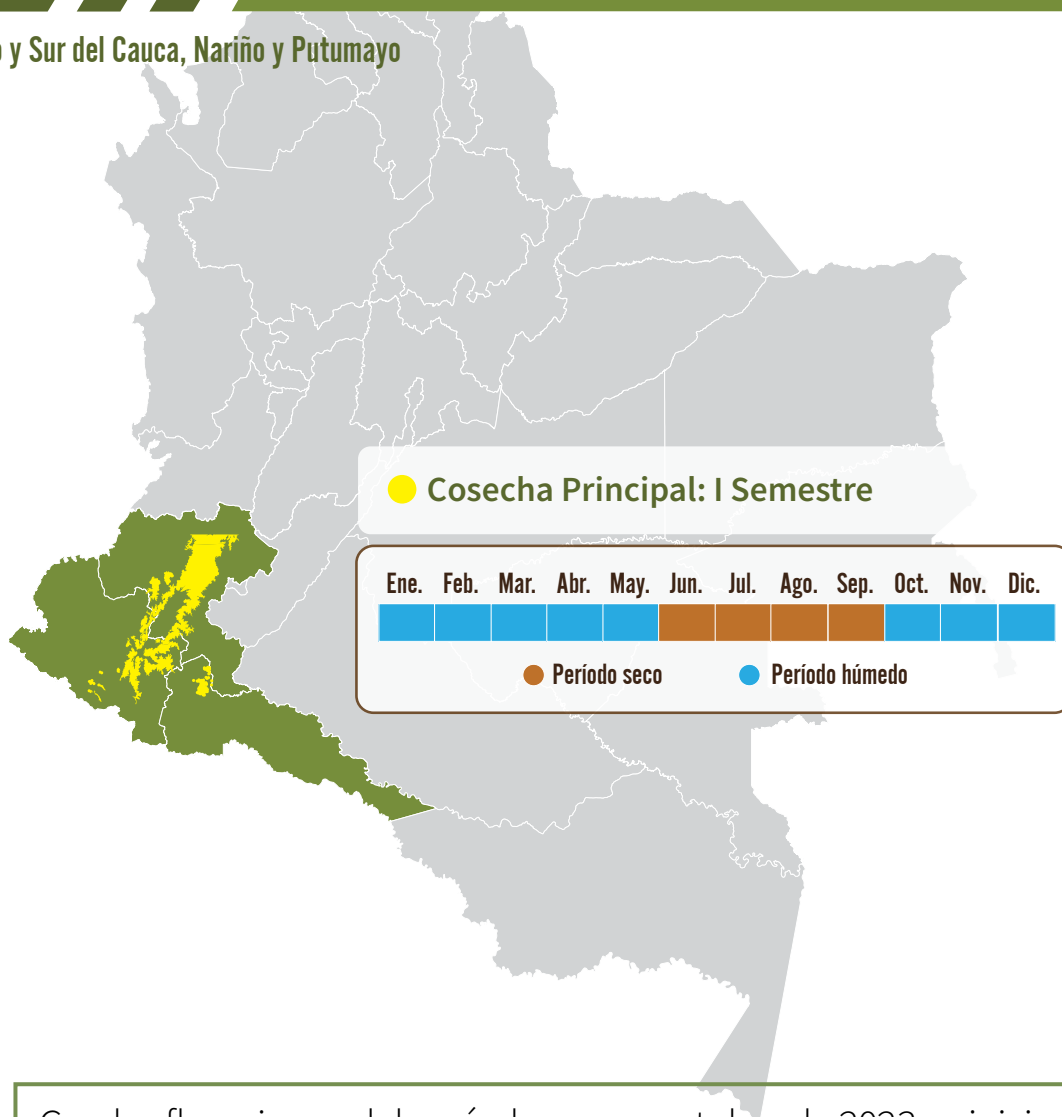 y Sur del Cauca, Nariño y Putumayo
Cosecha Principal: I Semestre
Ene. Feb. Mar. Abr. May. Jun. Jul. Ago. Sep. Oct. Nov. Dic.
Período seco Período húmedo